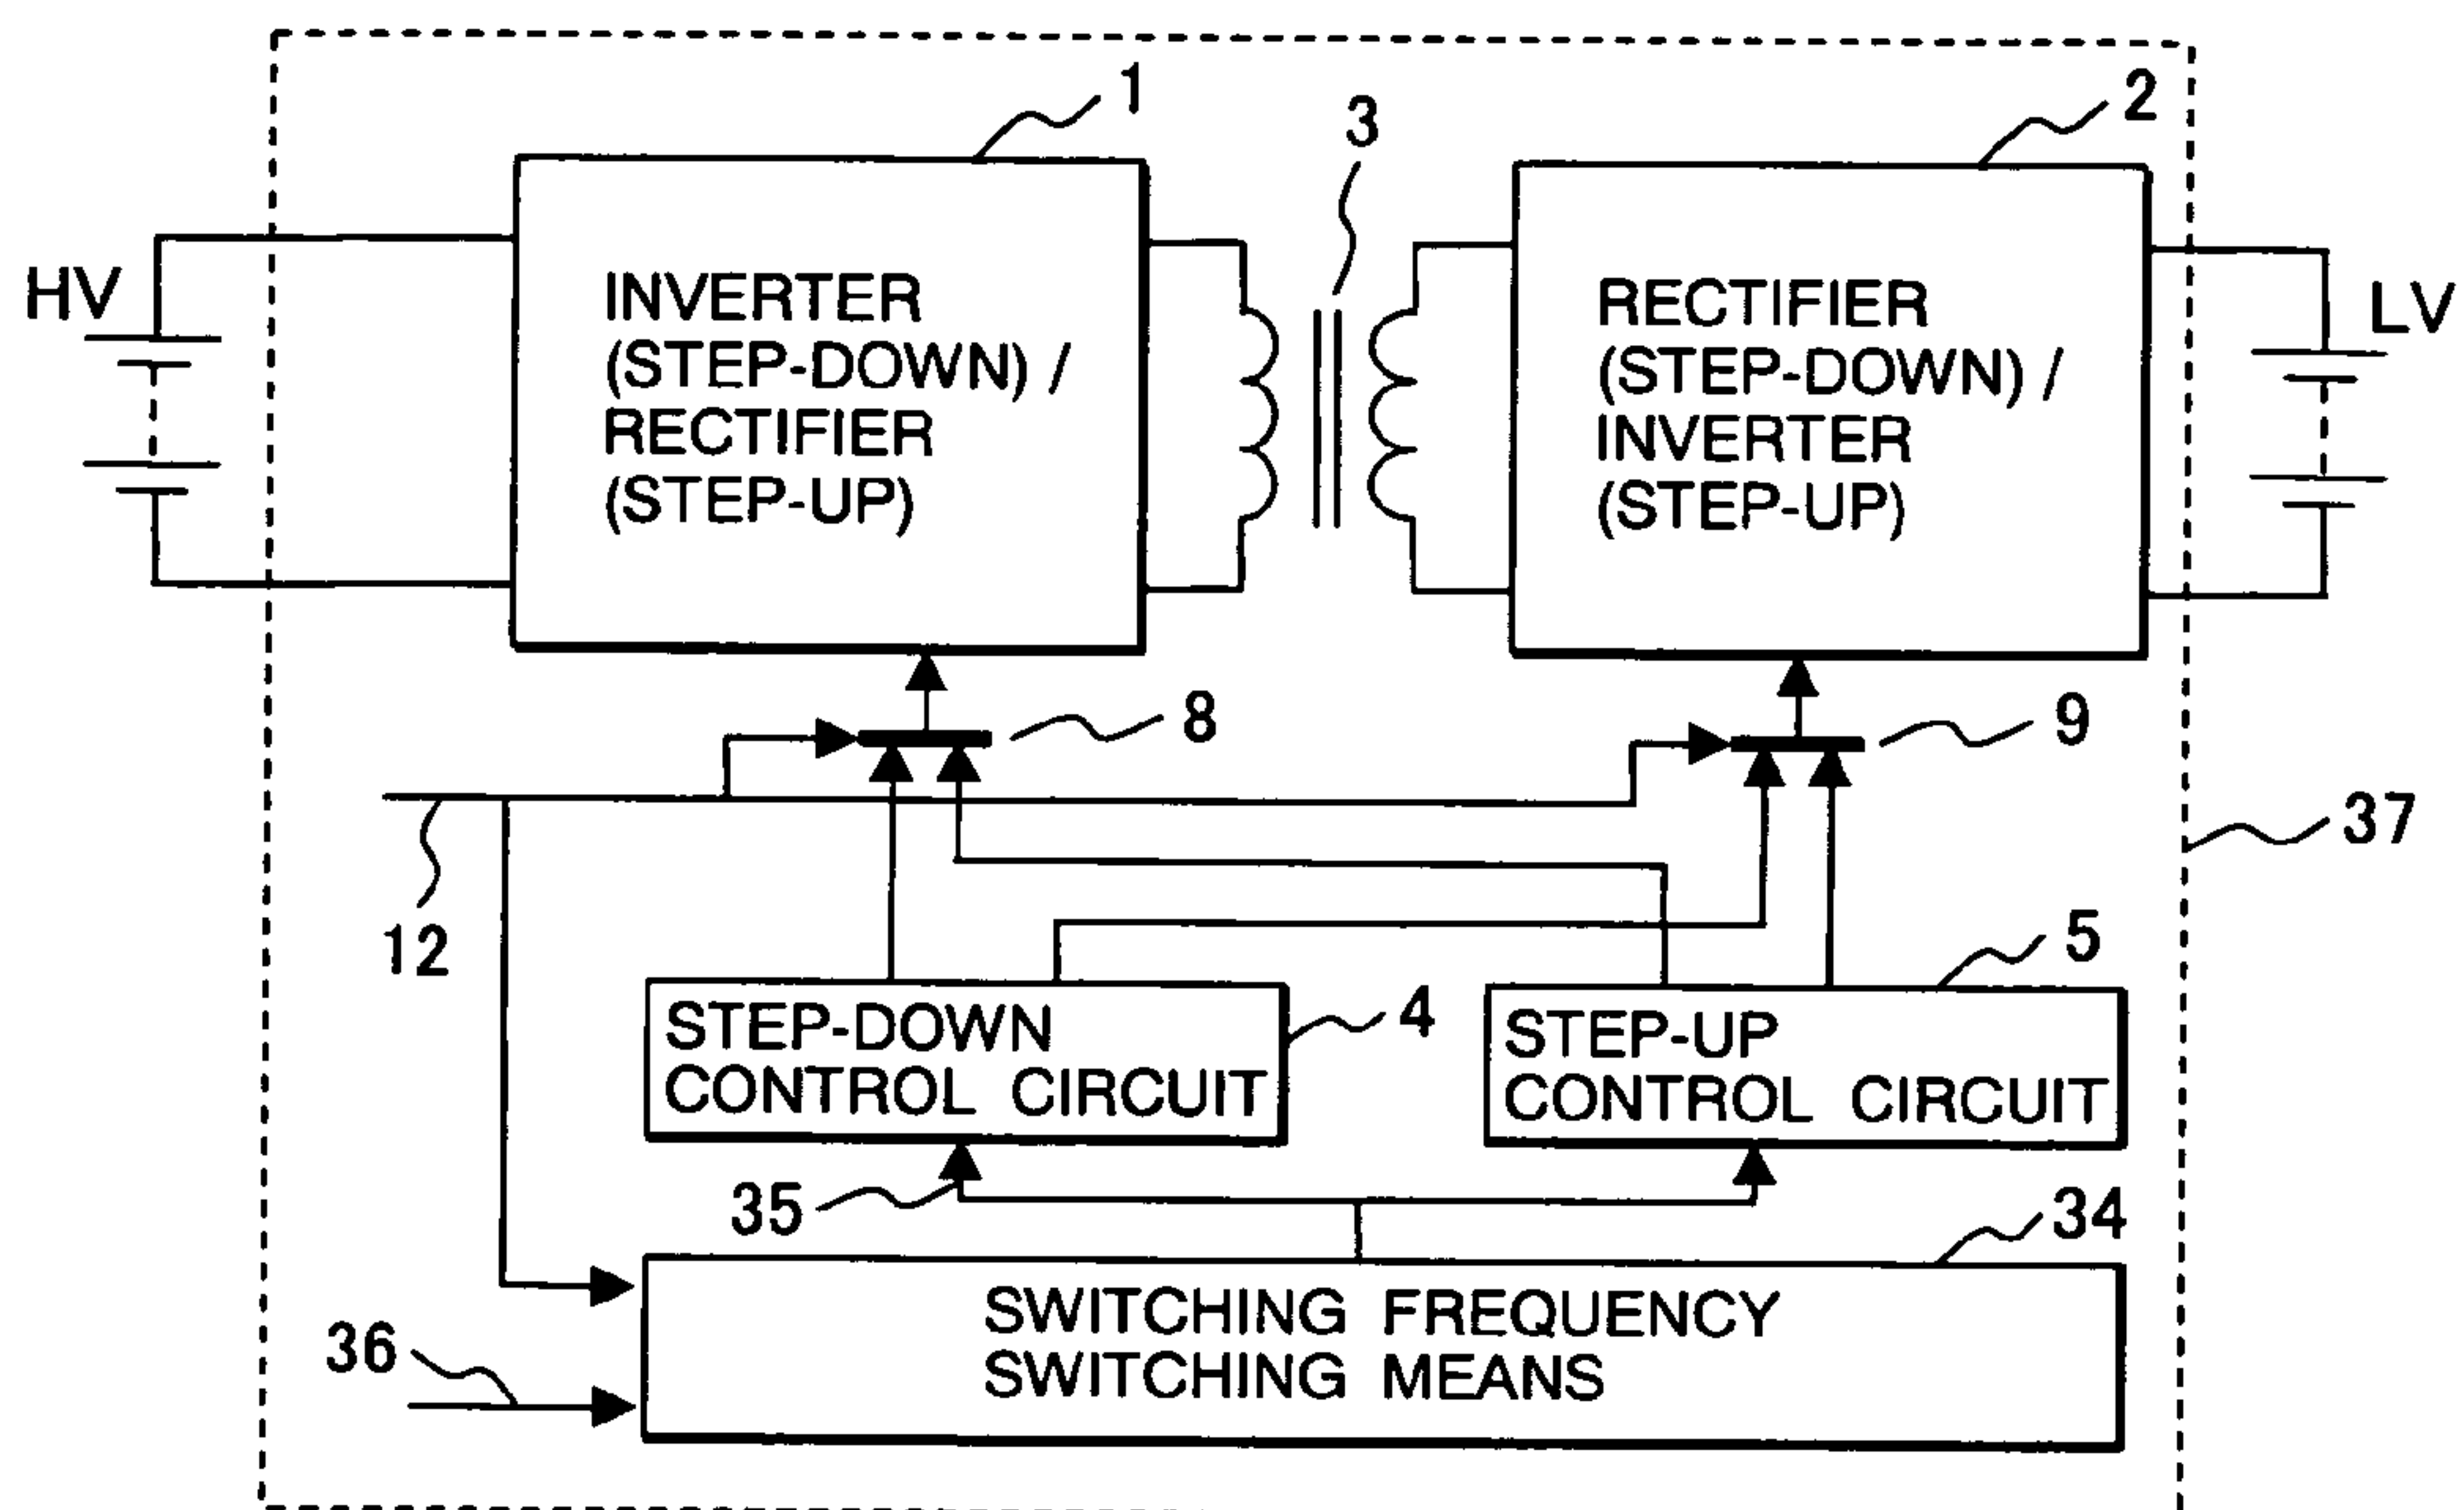 1
2
3
HV
INVERTER
(STEP-DOWN) /
RECTIFIER
(STEP-UP)
RECTIFIER
(STEP-DOWN) /
INVERTER
(STEP-UP)
LV
8
9
37
12
5
STEP-DOWN
CONTROL CIRCUIT
4
STEP-UP
CONTROL CIRCUIT
35
34
36
SWITCHING FREQUENCY
SWITCHING MEANS